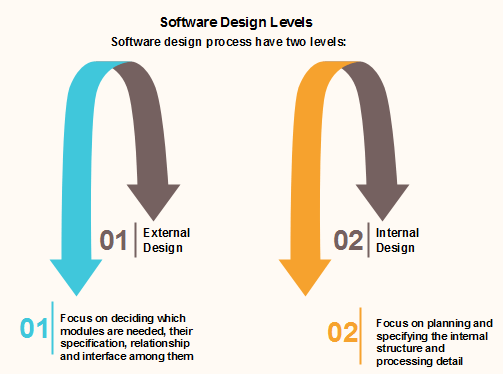 Software Design Levels
Software design process have two levels:
01
External
Design
02
Internal
Design
01
Focus on deciding which
modules are needed, their
specification, relationship
and interface among them
02
Focus on planning and
specifying the internal
structure and
processing detail